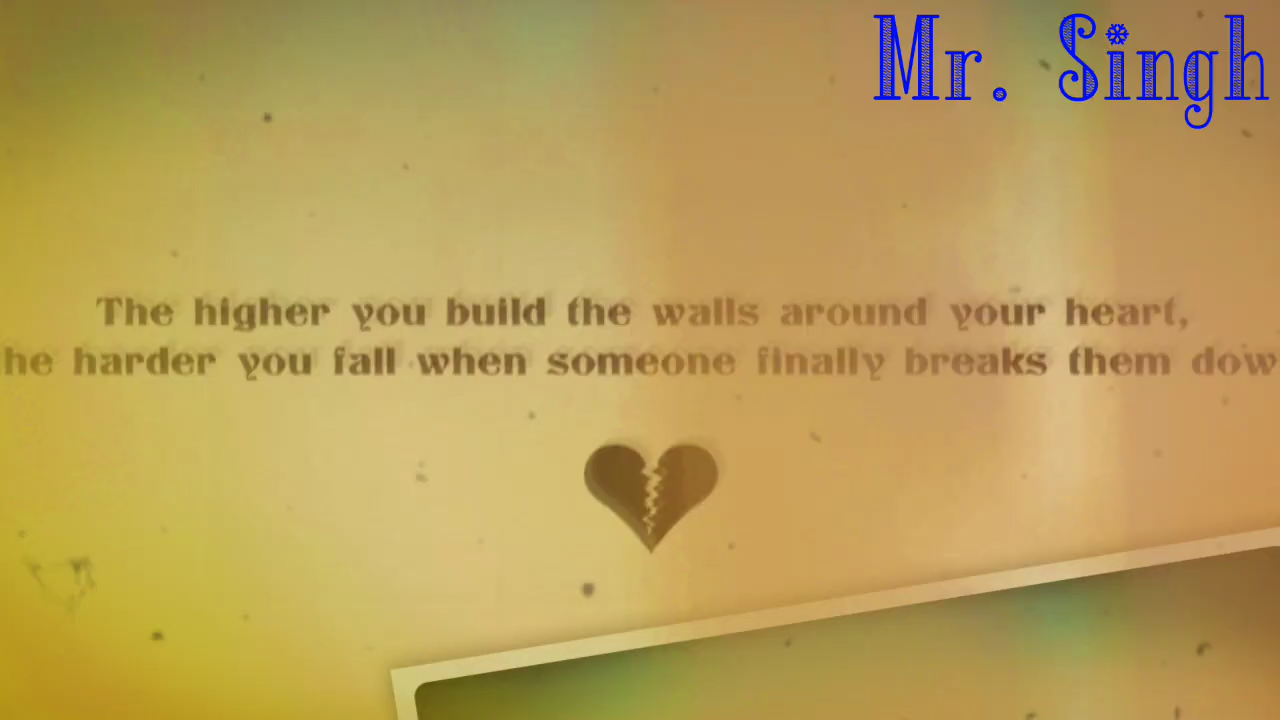 Mr. Singh
The higher you build the walls around your heart,
he harder you fall when someone finally breaks them dow